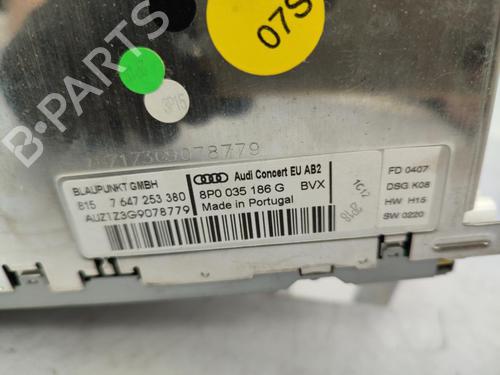 07S
B-PARTS
AUZ1Z3G9078779
BLAUPUNKT GMBH
815 7 647 253 380
AUZ1Z3G9078779
Audi Concert EU AB2
8P0 035 186 G BVX
Made in Portugal
FD 0407
DSG K08
HW H15
SW 0220